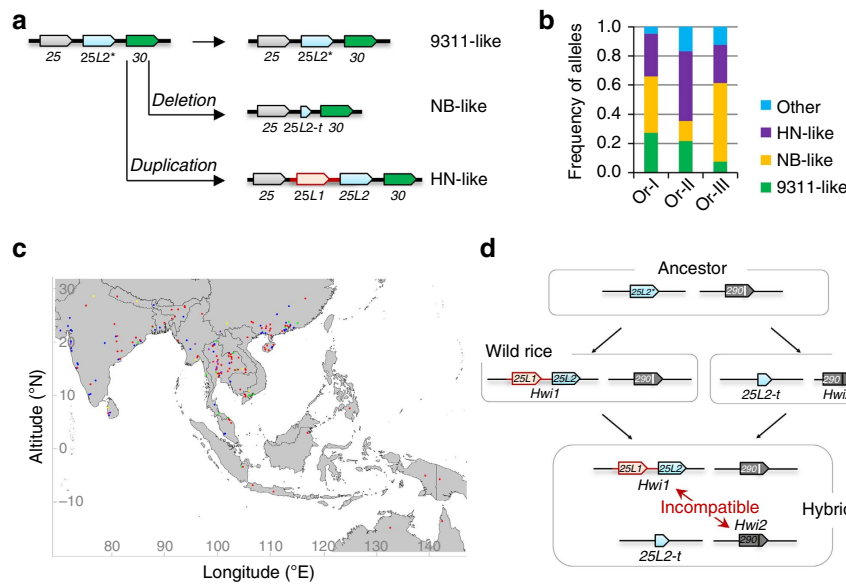 a
25
25L2*
30
25
25L2*
30
9311-like
Deletion
25
25L2-t
30
NB-like
Duplication
25
25L1
25L2
30
HN-like
b
Frequency of alleles
1.0
0.8
0.6
0.4
0.2
0
Or-I
Or-II
Or-III
Other
HN-like
NB-like
9311-like
c
Altitude (°N)
30
20
10
0
−10
80
90
100
110
120
130
140
Longitude (°E)
d
Ancestor
25L2*
290
Wild rice
25L1
25L2
Hwi1
290
25L2-t
290
25L1
25L2
Hwi1
290
Incompatible
Hwi2
25L2-t
290